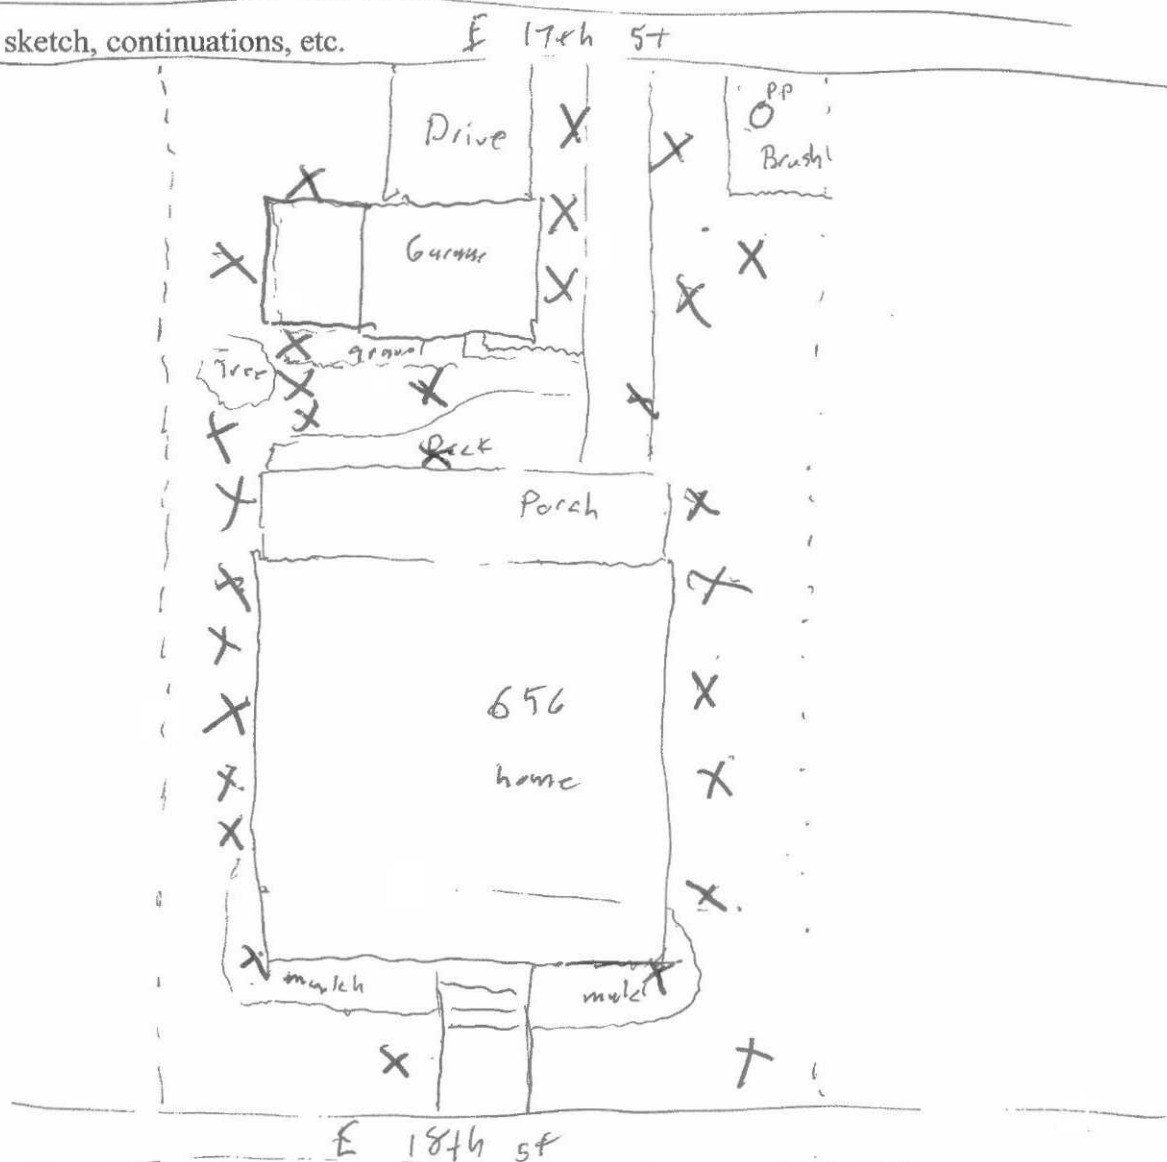 sketch, continuations, etc.
E 17th St
Drive
PP
Brush
Garage
gravel
Tree
Deck
Porch
656
home
mulch
mulch
E 18th St